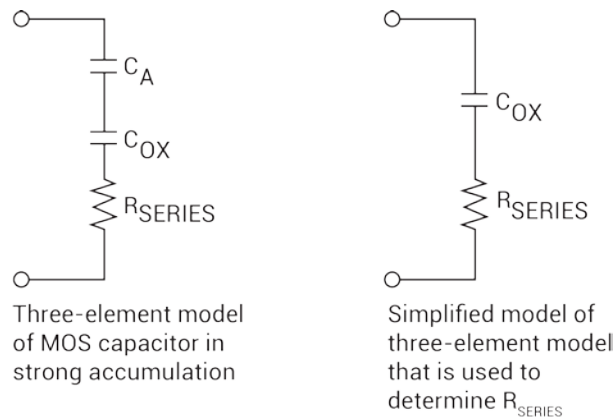 C_A
C_OX
R_SERIES
Three-element model
of MOS capacitor in
strong accumulation
C_OX
R_SERIES
Simplified model of
three-element model
that is used to
determine R_SERIES